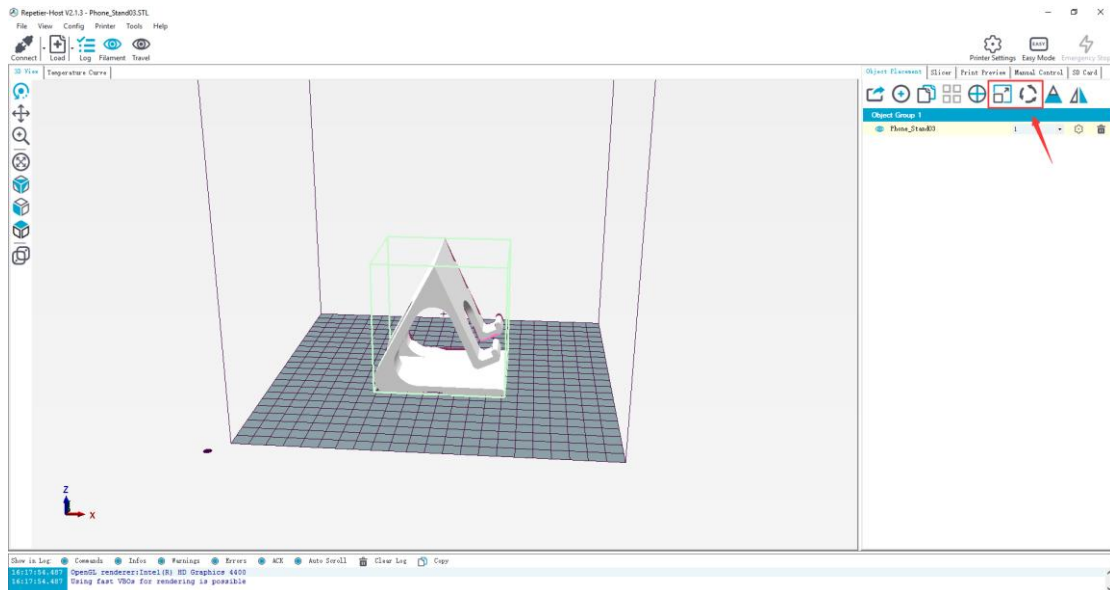 Repetier-Host V2.1.3 - Phone_Stand03.STL
File View Config Printer Tools Help
Connect Load Log Filament Travel
Printer Settings Easy Mode Emergency Stop
EASY
3D View Temperature Curve
Object Placement Slicer Print Preview Manual Control SD Card
Object Group 1
Phone_Stand03 1
Z
X
Show in Log: Commands Infos Warnings Errors ACK Auto Scroll Clear Log Copy
16:17:54.487 OpenGL renderer:Intel(R) HD Graphics 4400
16:17:54.487 Using fast VBOs for rendering is possible